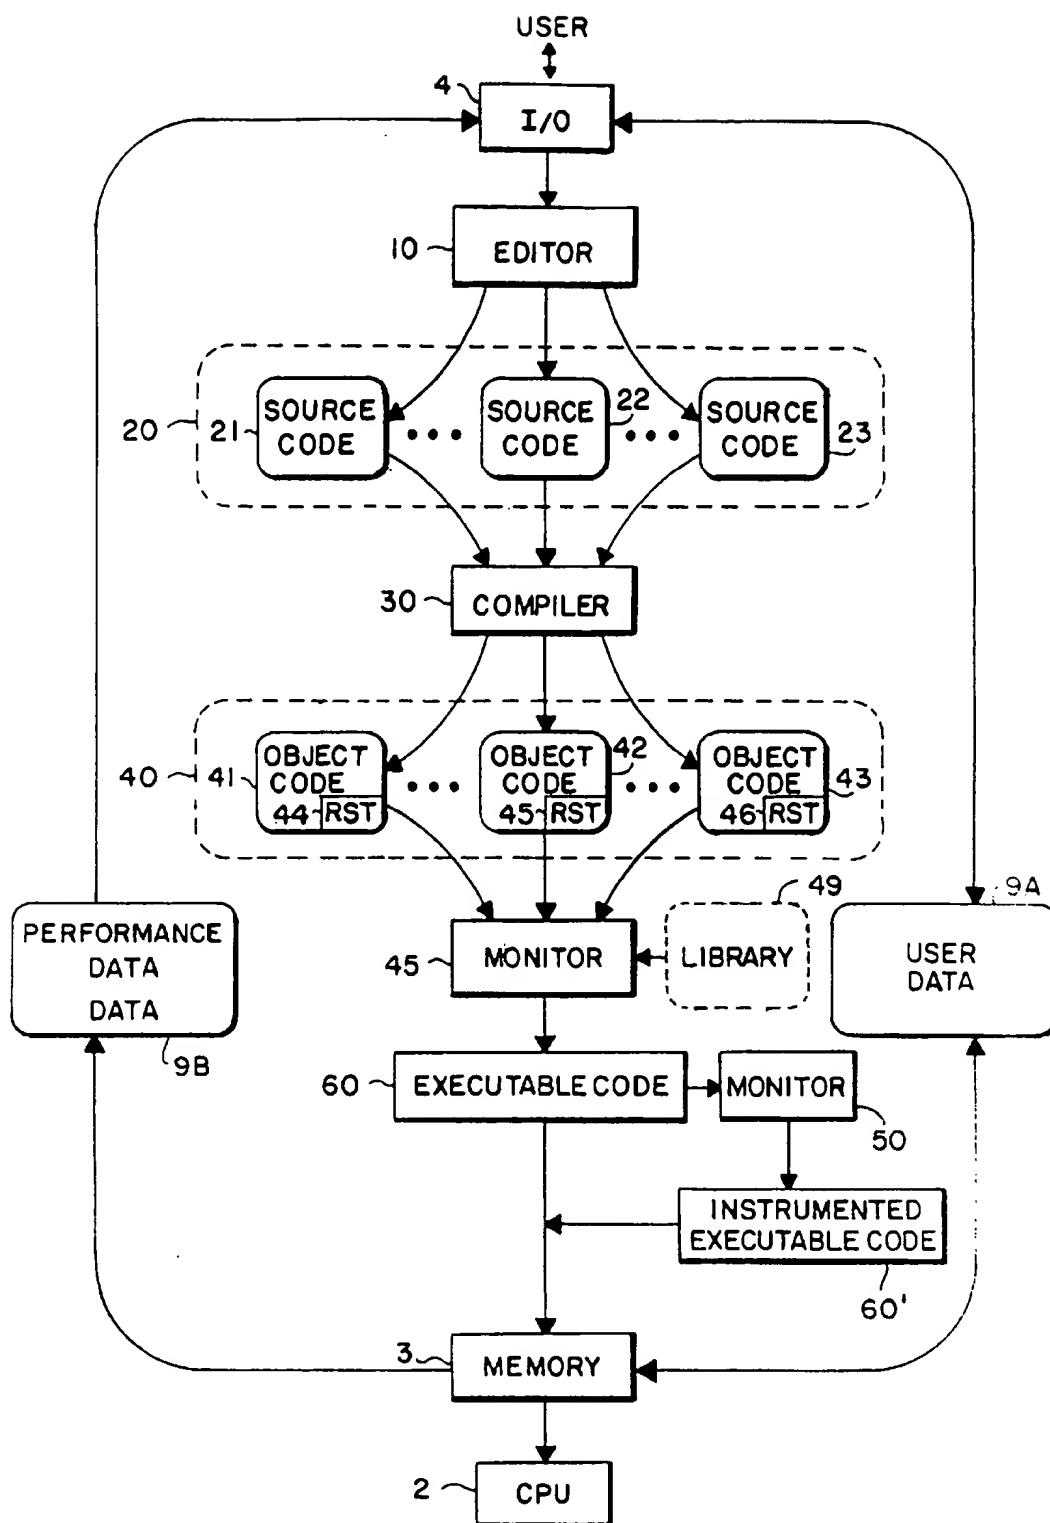 USER
4
I/O
10
EDITOR
20
21
SOURCE
CODE
SOURCE
CODE
22
SOURCE
CODE
23
30
COMPILER
40
41
OBJECT
CODE
44
RST
OBJECT
CODE
42
45
RST
OBJECT
CODE
43
46
RST
49
9A
PERFORMANCE
DATA
DATA
9B
45
MONITOR
LIBRARY
USER
DATA
60
EXECUTABLE CODE
MONITOR
50
INSTRUMENTED
EXECUTABLE CODE
60'
3
MEMORY
2
CPU